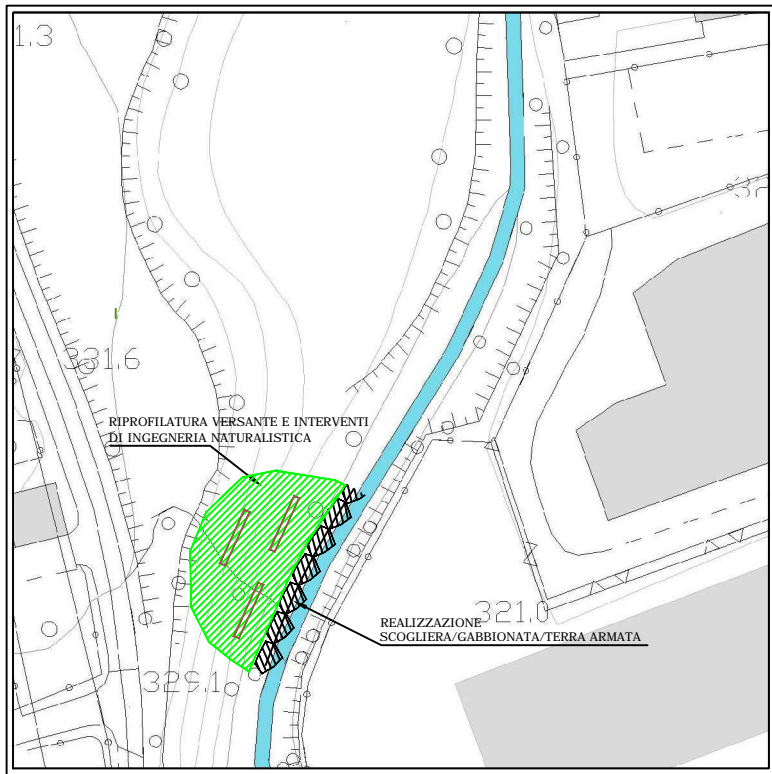 1.3
331.6
RIPROFILATURA VERSANTE E INTERVENTI
DI INGEGNERIA NATURALISTICA
321.0
REALIZZAZIONE
SCOGLIERA/GABBIONATA/TERRA ARMATA
329.1